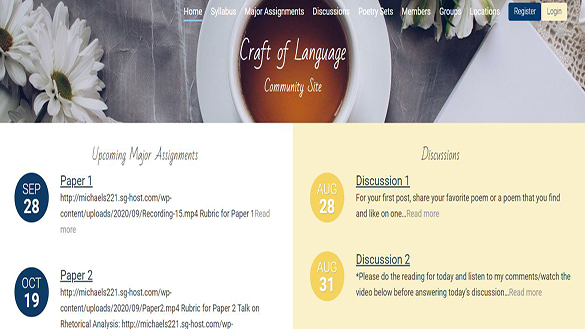 Home Syllabus Major Assignments Discussions Poetry Sets Members Groups Locations Register Login
Craft of Language
Community Site
Upcoming Major Assignments
SEP
28
Paper 1
http://michaels221.sg-host.com/wp-
content/uploads/2020/09/Recording-15.mp4 Rubric for Paper 1Read
more
OCT
19
Paper 2
http://michaels221.sg-host.com/wp-
content/uploads/2020/09/Paper2.mp4 Rubric for Paper 2 Talk on
Rhetorical Analysis: http://michaels221.sg-host.com/wp-
Discussions
AUG
28
Discussion 1
For your first post, share your favorite poem or a poem that you find
and like on one...Read more
AUG
31
Discussion 2
*Please do the reading for today and listen to my comments/watch the
video below before answering today's discussion...Read more